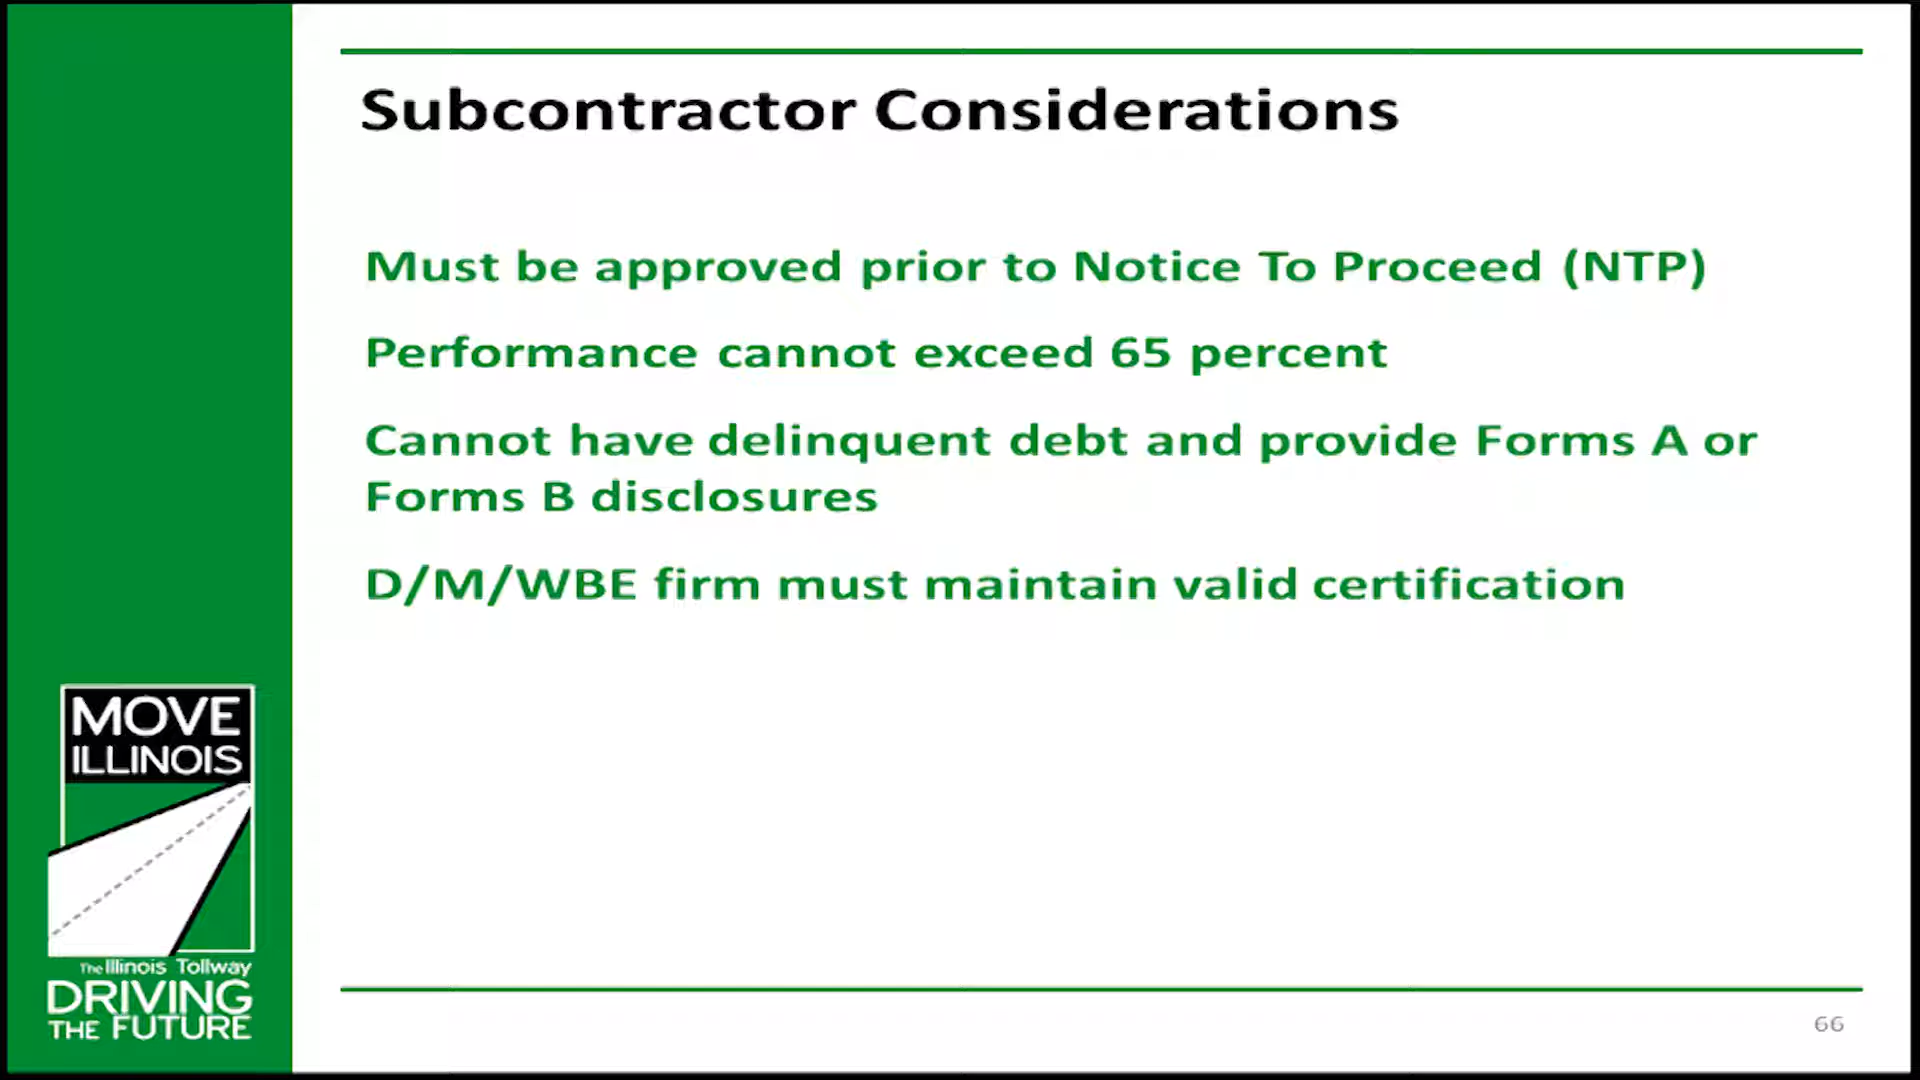 Subcontractor Considerations
Must be approved prior to Notice To Proceed (NTP)
Performance cannot exceed 65 percent
Cannot have delinquent debt and provide Forms A or
Forms B disclosures
D/M/WBE firm must maintain valid certification
MOVE
ILLINOIS
The Illinois Tollway
DRIVING
THE FUTURE
66